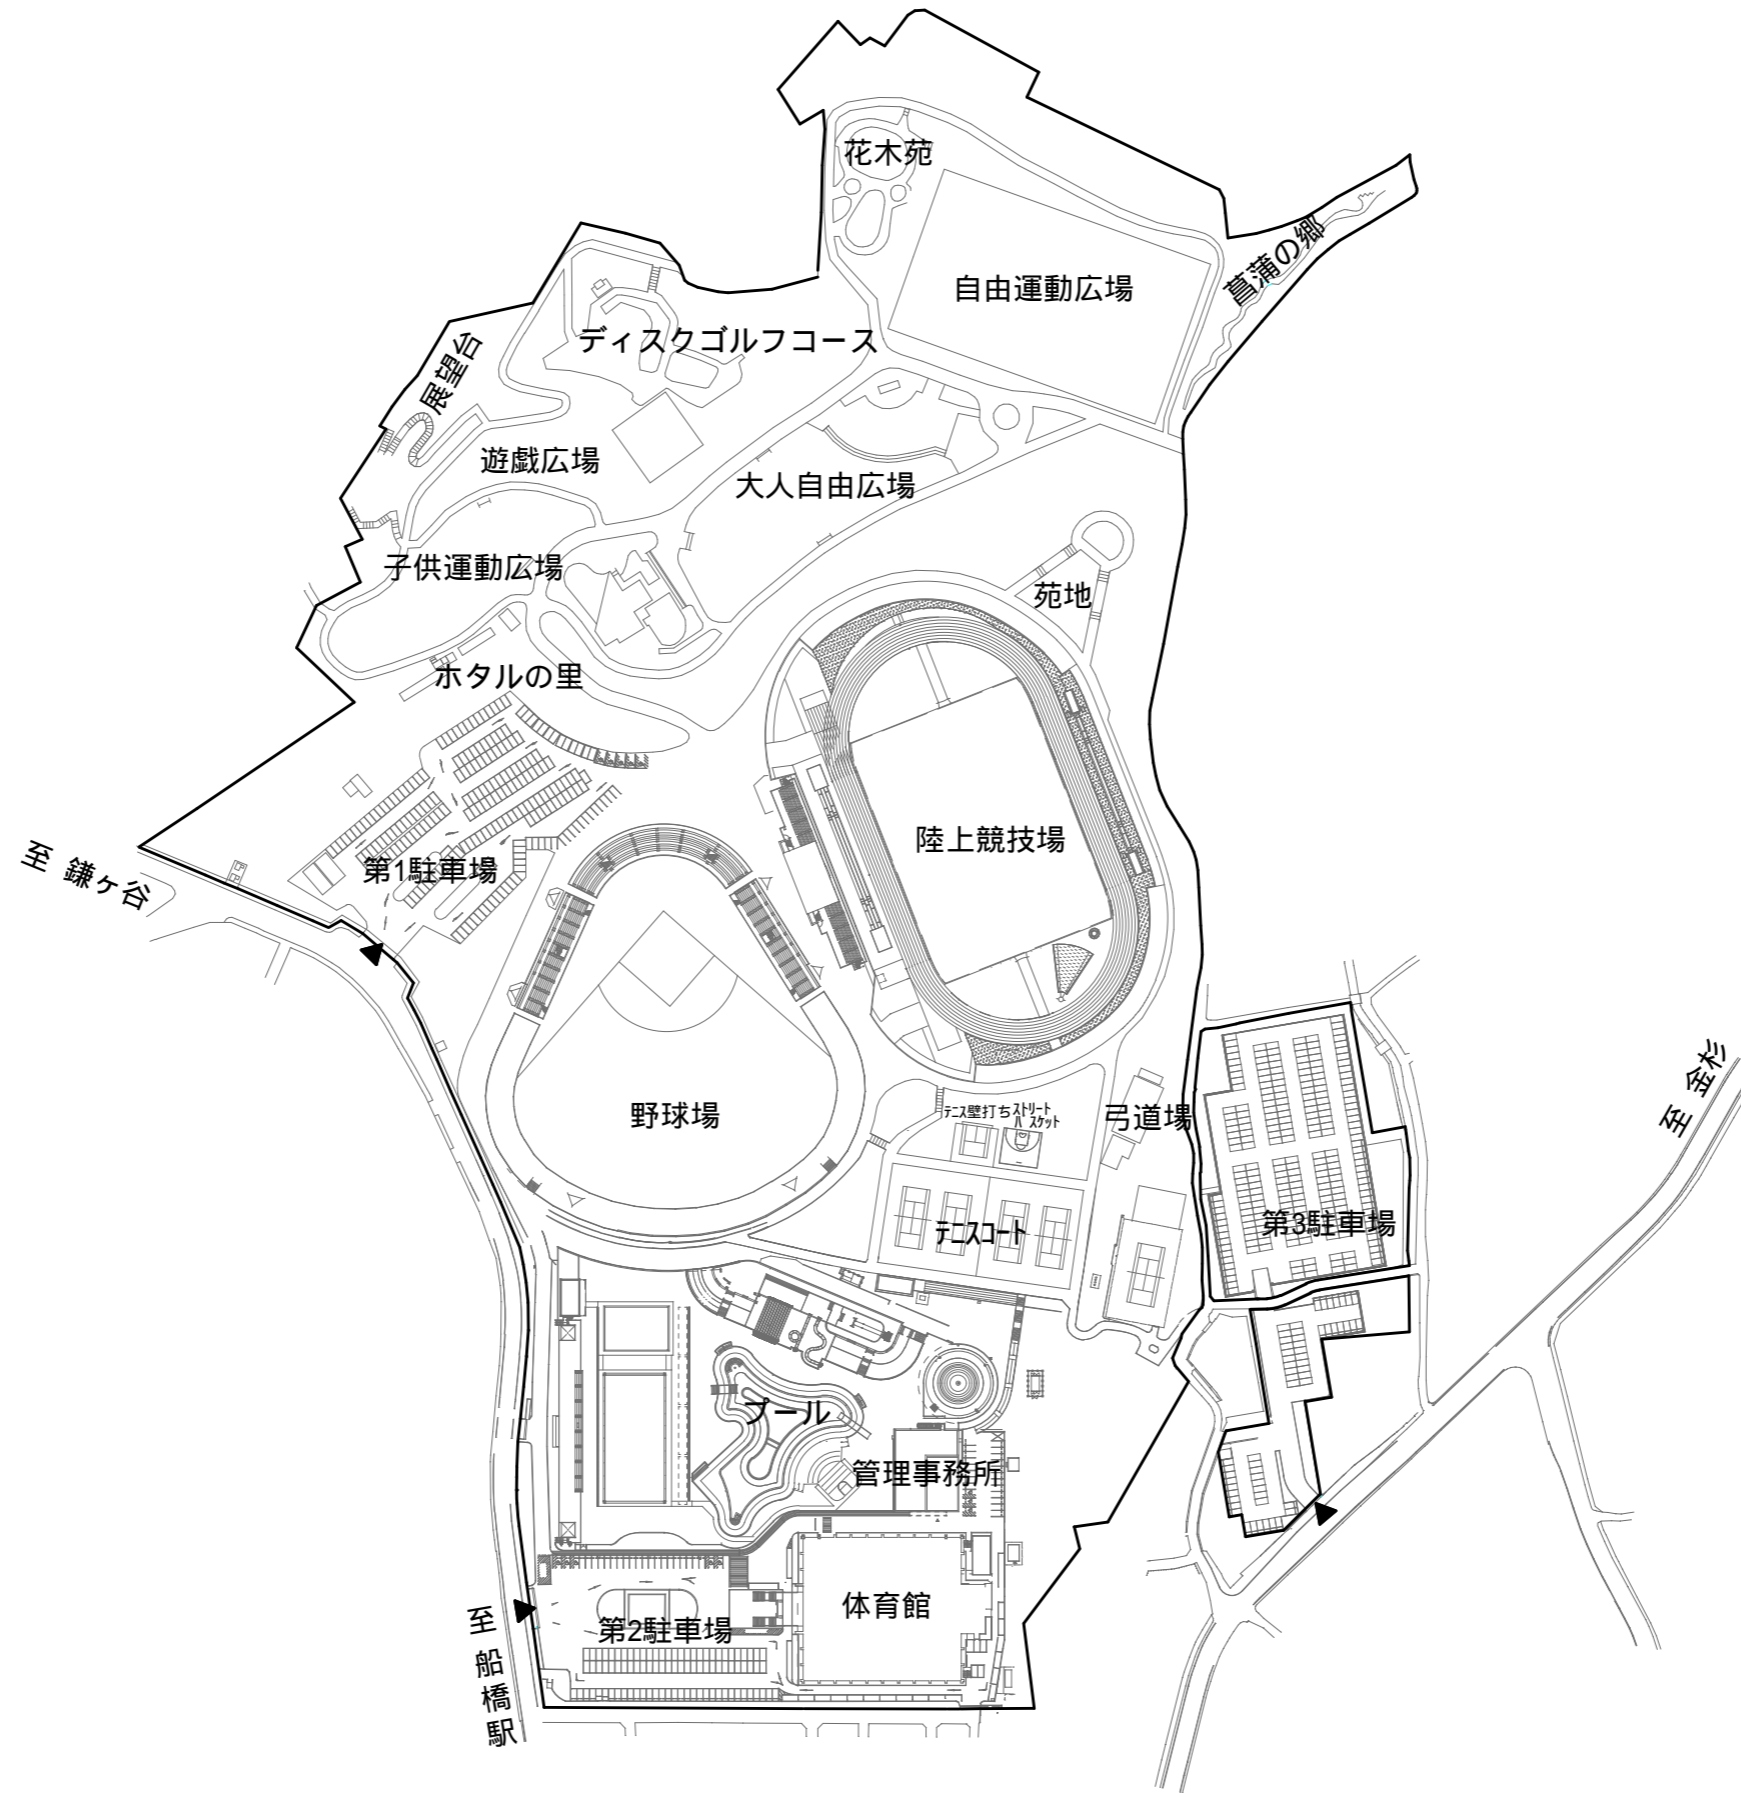 花木苑
菖蒲の郷
自由運動広場
ディスクゴルフコース
展望台
遊戯広場
大人自由広場
子供運動広場
苑地
ホタルの里
陸上競技場
至 鎌ヶ谷
第1駐車場
至 金杉
野球場
テニス壁打ち
ストリート
バスケット
弓道場
第3駐車場
テニスコート
プール
管理事務所
体育館
第2駐車場
至 船橋駅